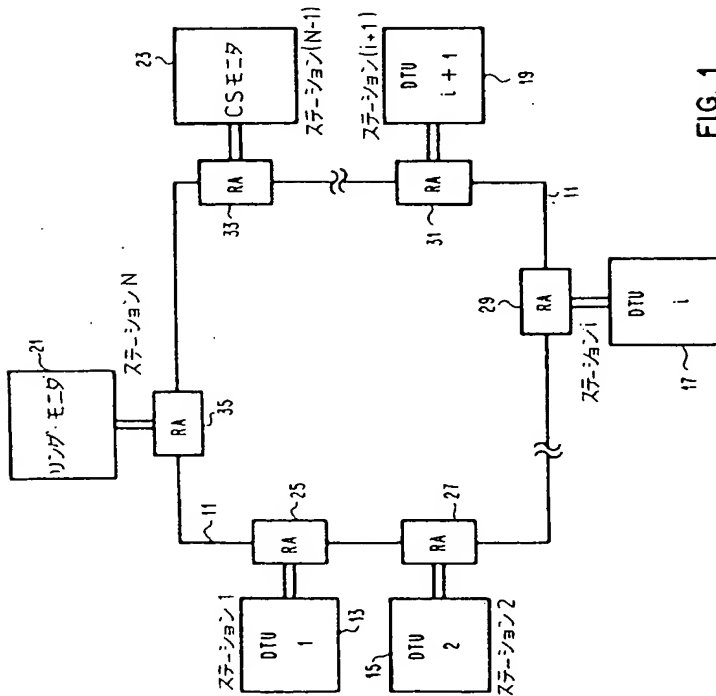 21
リング・モニタ
ステーション N
RA
35
23
CSモニタ
ステーション(N-1)
RA
33
11
ステーション1
DTU
1
13
RA
25
ステーション(i+1)
DTU
i+1
19
RA
31
15
DTU
2
ステーション2
RA
27
11
29
RA
ステーションi
DTU
i
17
FIG. 1